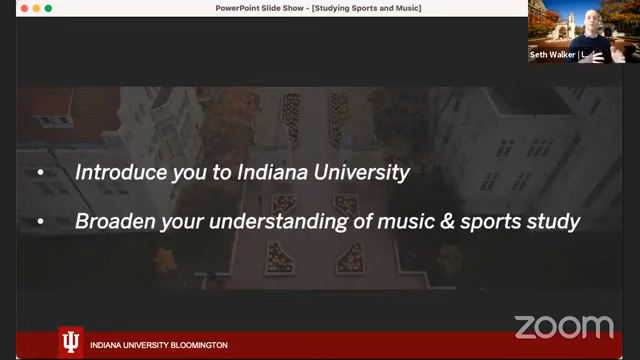 PowerPoint Slide Show - [Studying Sports and Music]
Seth Walker |
• Introduce you to Indiana University
• Broaden your understanding of music & sports study
INDIANA UNIVERSITY BLOOMINGTON
zoom